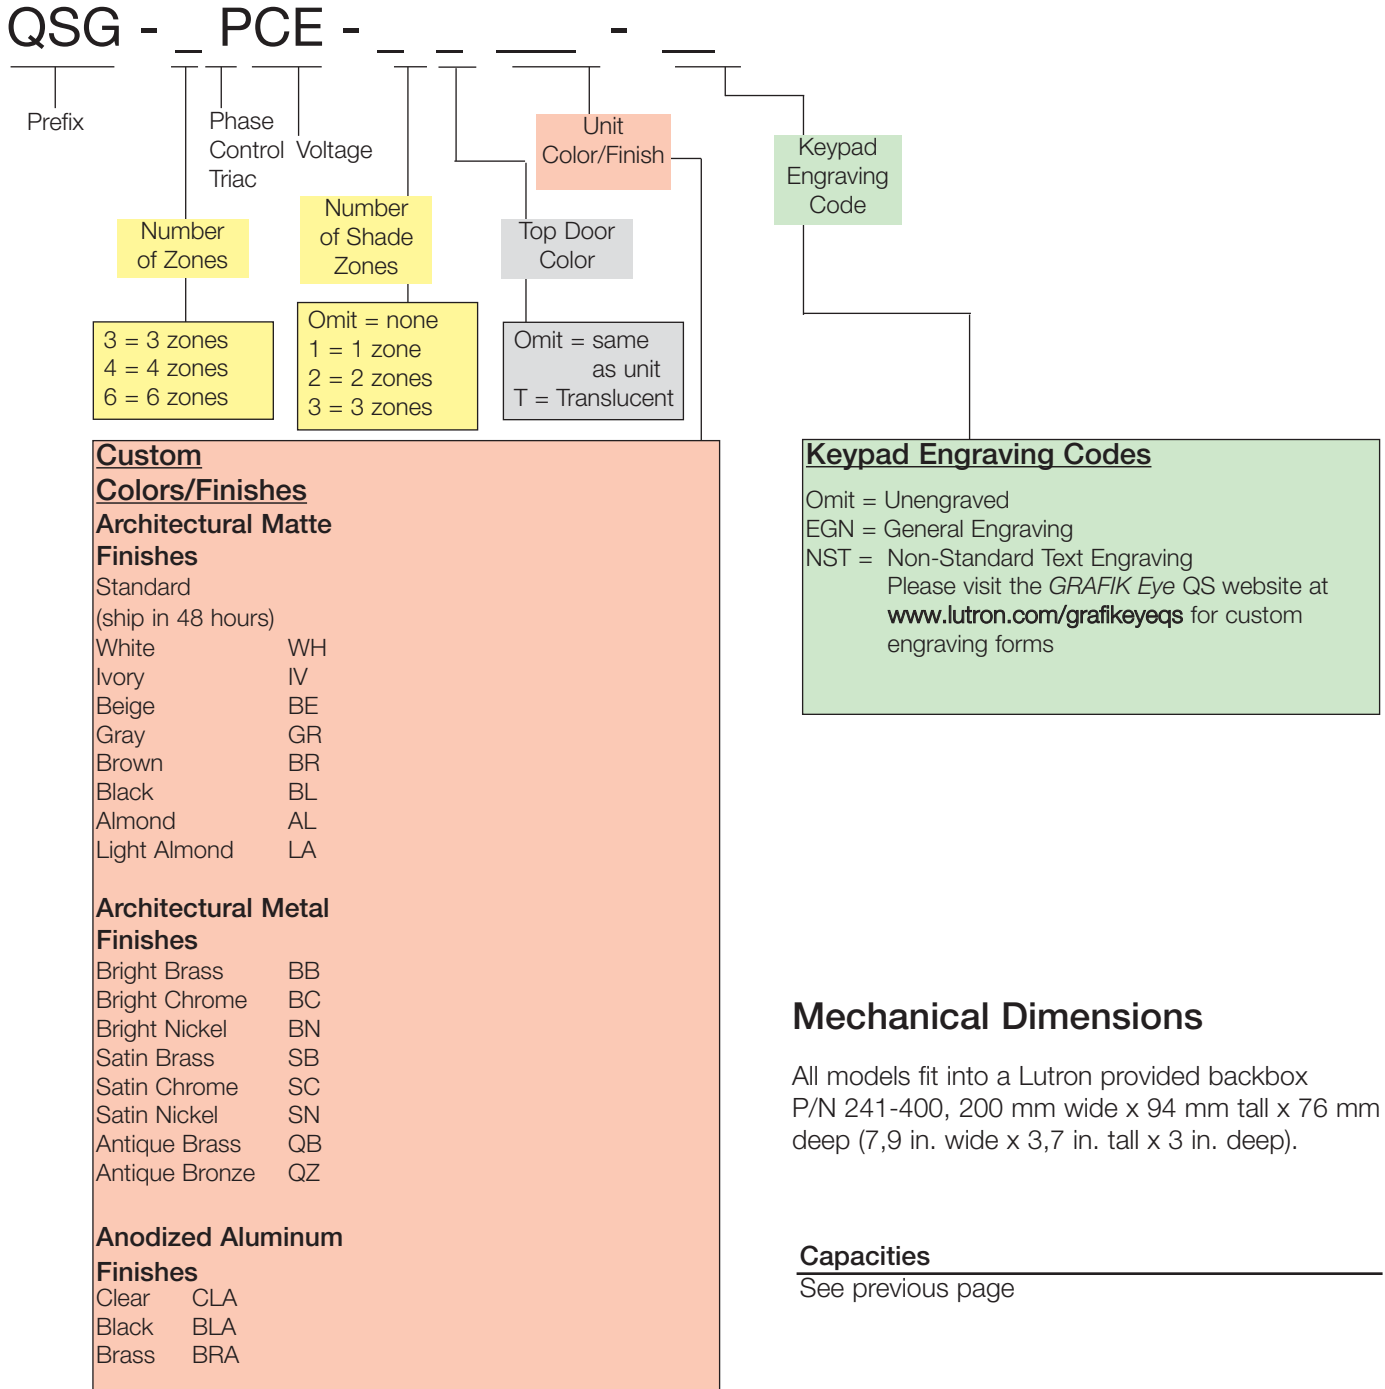 QSG - _ PCE - _ _ ___ - __
Prefix
Phase
Control
Triac
Voltage
Unit
Color/Finish
Keypad
Engraving
Code
Number
of Zones
Number
of Shade
Zones
Top Door
Color
3 = 3 zones
4 = 4 zones
6 = 6 zones
Omit = none
1 = 1 zone
2 = 2 zones
3 = 3 zones
Omit = same
as unit
T = Translucent
Custom
Colors/Finishes
Architectural Matte
Finishes
Standard
(ship in 48 hours)
White WH
Ivory IV
Beige BE
Gray GR
Brown BR
Black BL
Almond AL
Light Almond LA
Architectural Metal
Finishes
Bright Brass BB
Bright Chrome BC
Bright Nickel BN
Satin Brass SB
Satin Chrome SC
Satin Nickel SN
Antique Brass QB
Antique Bronze QZ
Anodized Aluminum
Finishes
Clear CLA
Black BLA
Brass BRA
Keypad Engraving Codes
Omit = Unengraved
EGN = General Engraving
NST = Non-Standard Text Engraving
Please visit the GRAFIK Eye QS website at
www.lutron.com/grafikeyeqs for custom
engraving forms
Mechanical Dimensions
All models fit into a Lutron provided backbox
P/N 241-400, 200 mm wide x 94 mm tall x 76 mm
deep (7,9 in. wide x 3,7 in. tall x 3 in. deep).
Capacities
See previous page